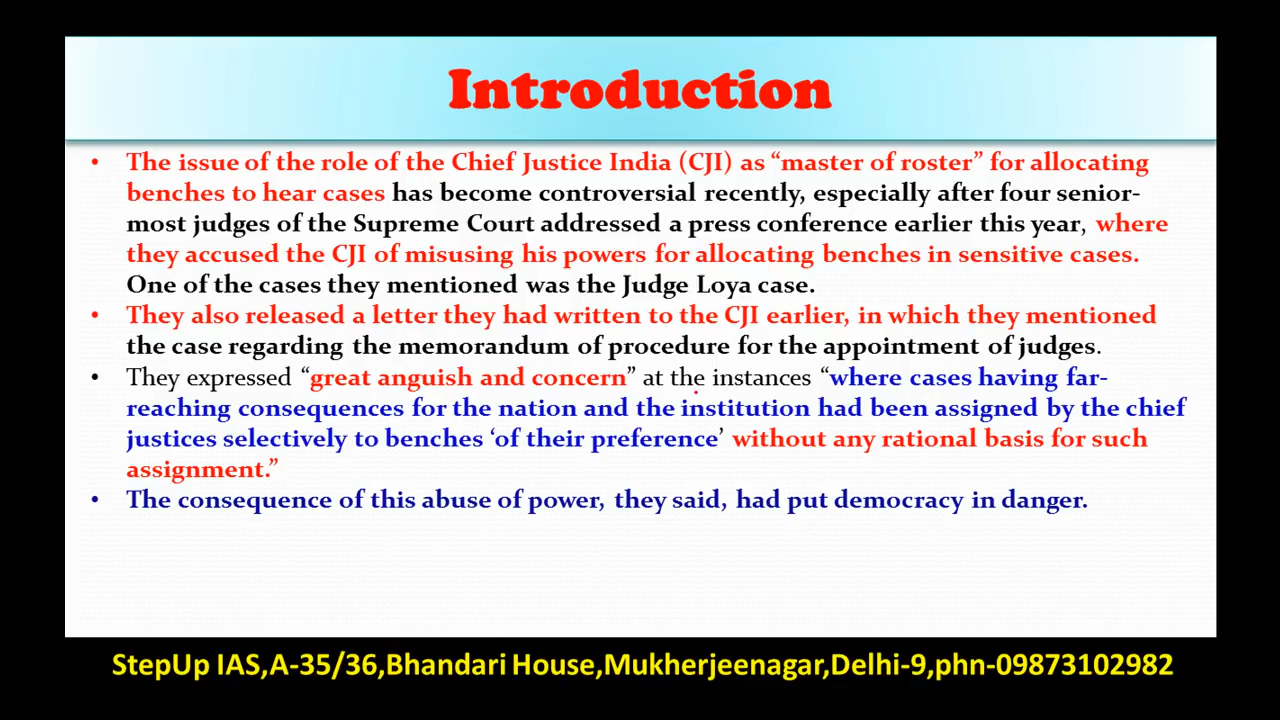 Introduction
• The issue of the role of the Chief Justice India (CJI) as “master of roster” for allocating
benches to hear cases has become controversial recently, especially after four senior-
most judges of the Supreme Court addressed a press conference earlier this year, where
they accused the CJI of misusing his powers for allocating benches in sensitive cases.
One of the cases they mentioned was the Judge Loya case.
• They also released a letter they had written to the CJI earlier, in which they mentioned
the case regarding the memorandum of procedure for the appointment of judges.
• They expressed “great anguish and concern” at the instances “where cases having far-
reaching consequences for the nation and the institution had been assigned by the chief
justices selectively to benches ‘of their preference’ without any rational basis for such
assignment.”
• The consequence of this abuse of power, they said, had put democracy in danger.
StepUp IAS,A-35/36,Bhandari House,Mukherjeenagar,Delhi-9,phn-09873102982